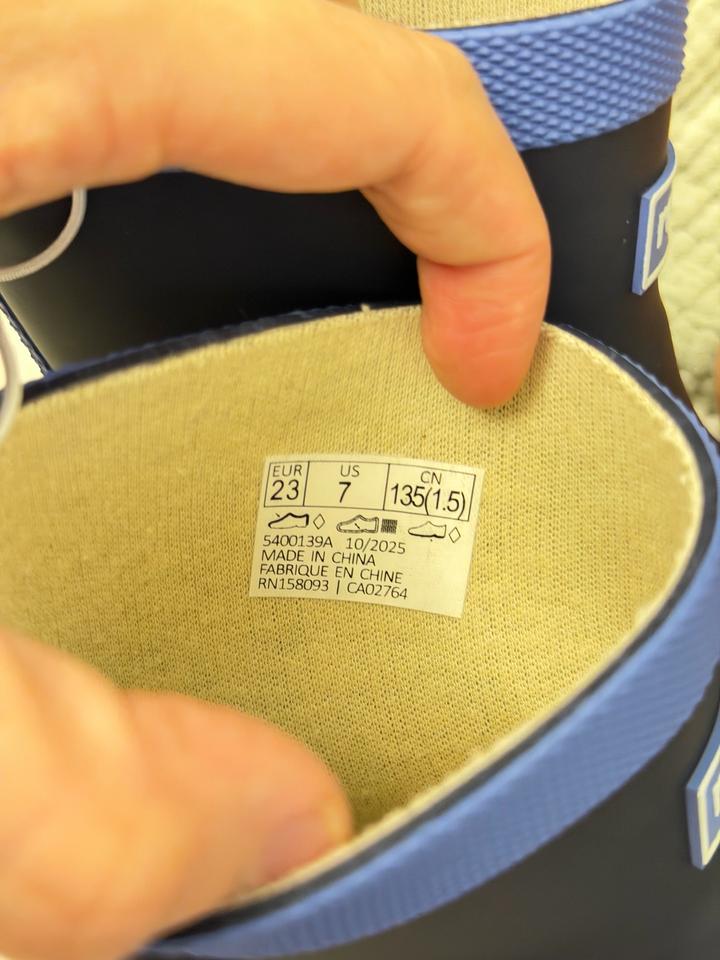 EUR US CN
23 7 135(1.5)
5400139A 10/2025
MADE IN CHINA
FABRIQUE EN CHINE
RN158093 | CA02764